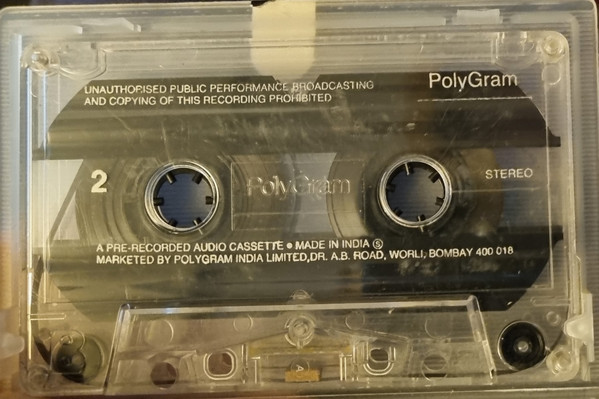 UNAUTHORISED PUBLIC PERFORMANCE BROADCASTING
AND COPYING OF THIS RECORDING PROHIBITED
PolyGram
2
PolyGram
STEREO
A PRE-RECORDED AUDIO CASSETTE ● MADE IN INDIA Ⓢ
MARKETED BY POLYGRAM INDIA LIMITED,DR. A.B. ROAD, WORLI, BOMBAY 400 018
A